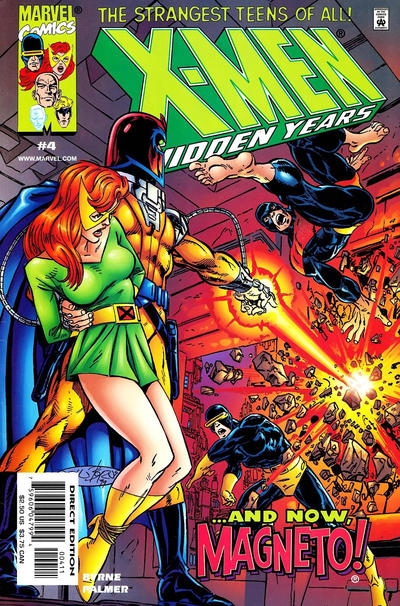 MARVEL
COMICS
THE STRANGEST TEENS OF ALL!
X-MEN
HIDDEN YEARS
#4
WWW.MARVEL.COM
...AND NOW,
MAGNETO!
$2.50 US $3.75 CAN
DIRECT EDITION
00411
BYRNE
PALMER